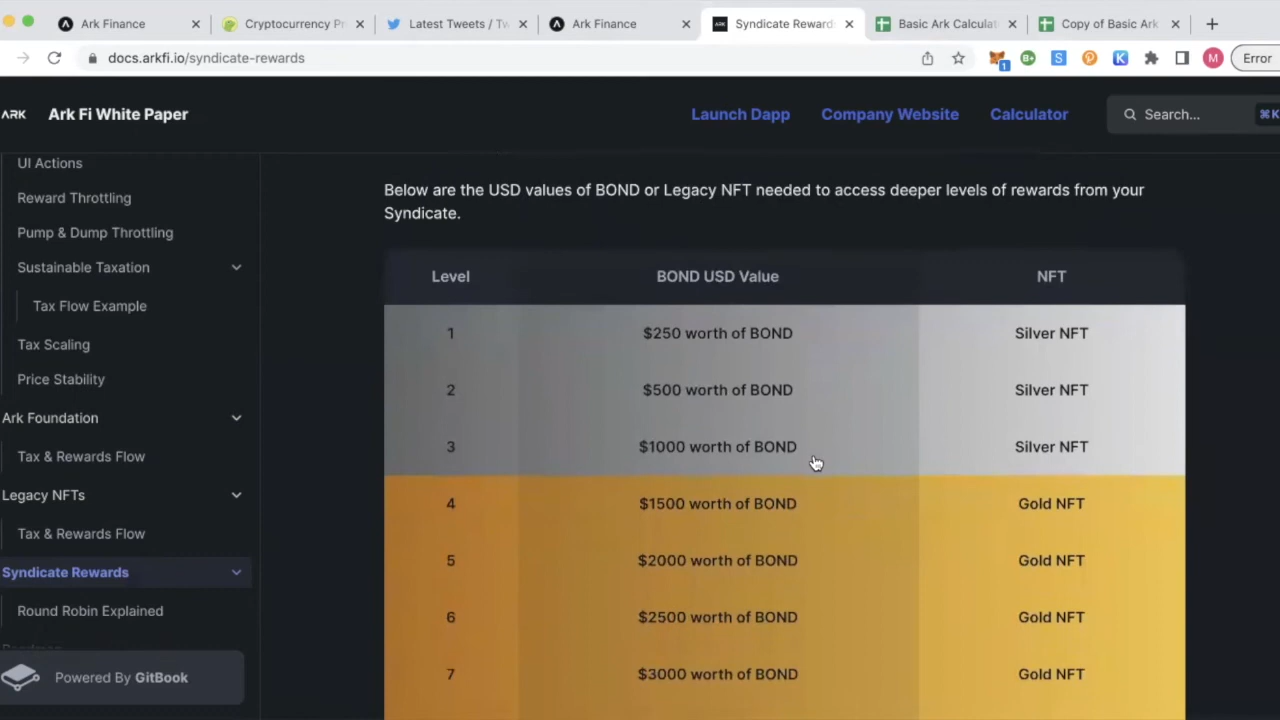 Ark Finance
Cryptocurrency Pr
Latest Tweets / Tw
Ark Finance
ARK
Syndicate Rewards
Basic Ark Calculat
Copy of Basic Ark
docs.arkfi.io/syndicate-rewards
1
B+
S
K
M
Error
ARK
Ark Fi White Paper
Launch Dapp
Company Website
Calculator
Search...
⌘K
UI Actions
Reward Throttling
Pump & Dump Throttling
Sustainable Taxation
Tax Flow Example
Tax Scaling
Price Stability
Ark Foundation
Tax & Rewards Flow
Legacy NFTs
Tax & Rewards Flow
Syndicate Rewards
Round Robin Explained
Powered By GitBook
Below are the USD values of BOND or Legacy NFT needed to access deeper levels of rewards from your
Syndicate.
Level BOND USD Value NFT
1 $250 worth of BOND Silver NFT
2 $500 worth of BOND Silver NFT
3 $1000 worth of BOND Silver NFT
4 $1500 worth of BOND Gold NFT
5 $2000 worth of BOND Gold NFT
6 $2500 worth of BOND Gold NFT
7 $3000 worth of BOND Gold NFT